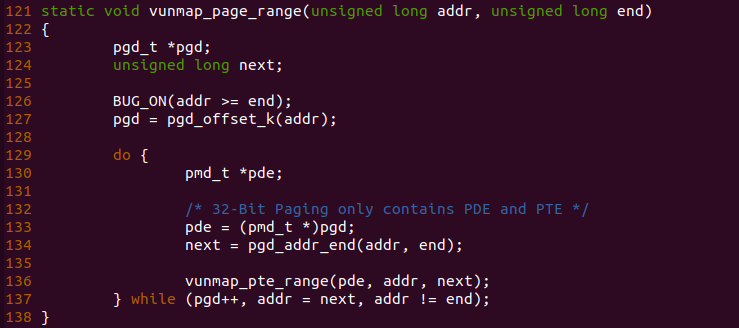 121 static void vunmap_page_range(unsigned long addr, unsigned long end)
122 {
123         pgd_t *pgd;
124         unsigned long next;
125
126         BUG_ON(addr >= end);
127         pgd = pgd_offset_k(addr);
128
129         do {
130                 pmd_t *pde;
131
132                 /* 32-Bit Paging only contains PDE and PTE */
133                 pde = (pmd_t *)pgd;
134                 next = pgd_addr_end(addr, end);
135
136                 vunmap_pte_range(pde, addr, next);
137         } while (pgd++, addr = next, addr != end);
138 }